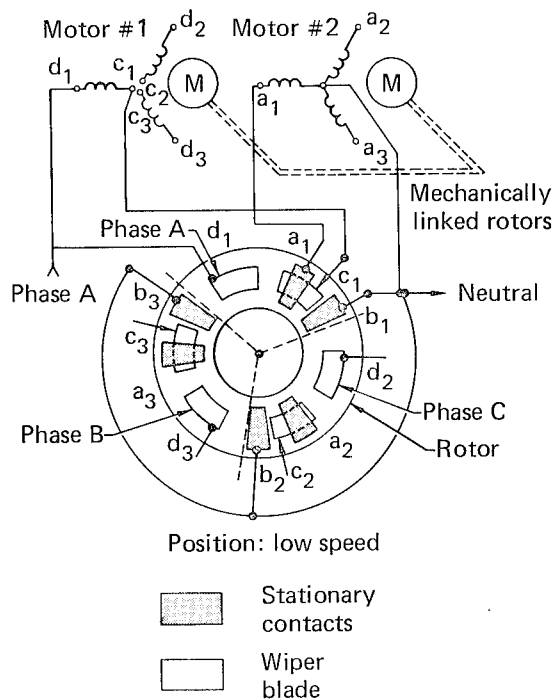 Motor #1
d₂
Motor #2
a₂
d₁
c₁
c₂
c₃
M
d₃
a₁
M
a₃
Mechanically
linked rotors
Phase A
d₁
a₁
c₁
Phase A
b₃
b₁
Neutral
c₃
d₂
a₃
Phase C
Phase B
d₃
b₂
c₂
a₂
Rotor
Position: low speed
Stationary
contacts
Wiper
blade